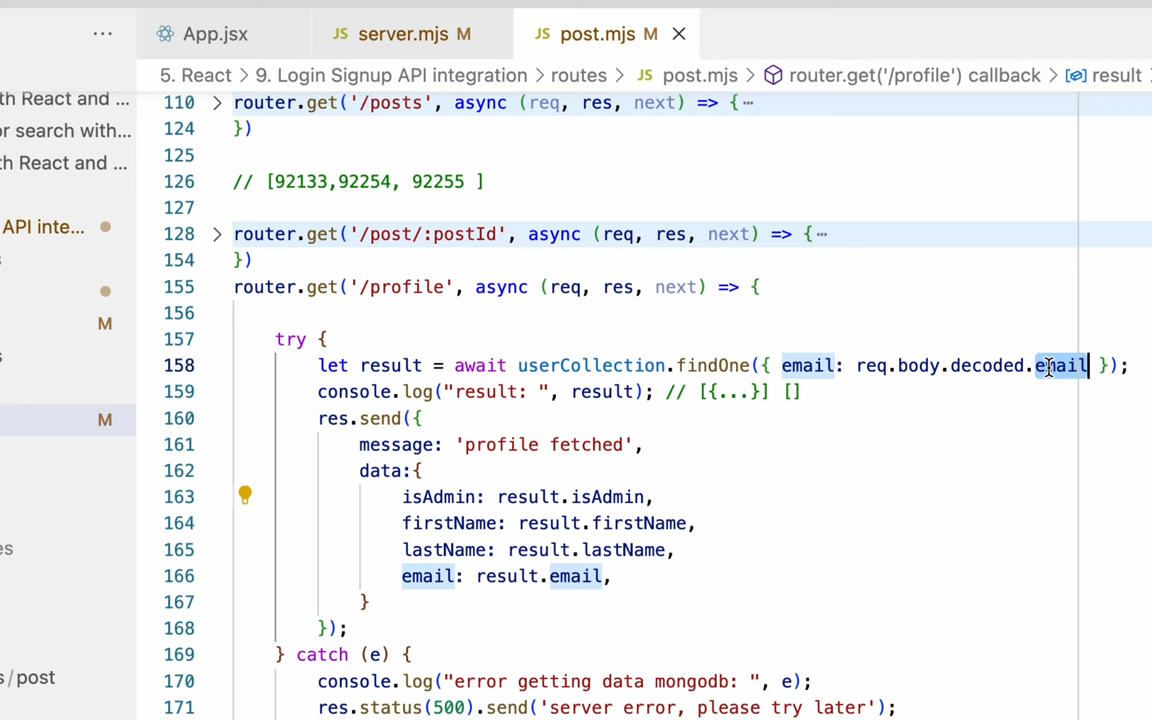 ...
App.jsx
JS server.mjs M
JS post.mjs M
5. React > 9. Login Signup API integration > routes > JS post.mjs > router.get('/profile') callback > result
th React and ...
or search with...
th React and ...
API inte...
M
M
s/post
110 > router.get('/posts', async (req, res, next) => {...
124 })
125
126 // [92133,92254, 92255 ]
127
128 > router.get('/post/:postId', async (req, res, next) => {...
154 })
155 router.get('/profile', async (req, res, next) => {
156
157 try {
158 let result = await userCollection.findOne({ email: req.body.decoded.email });
159 console.log("result: ", result); // [{...}] []
160 res.send({
161 message: 'profile fetched',
162 data:{
163 isAdmin: result.isAdmin,
164 firstName: result.firstName,
165 lastName: result.lastName,
166 email: result.email,
167 }
168 });
169 } catch (e) {
170 console.log("error getting data mongodb: ", e);
171 res.status(500).send('server error, please try later');